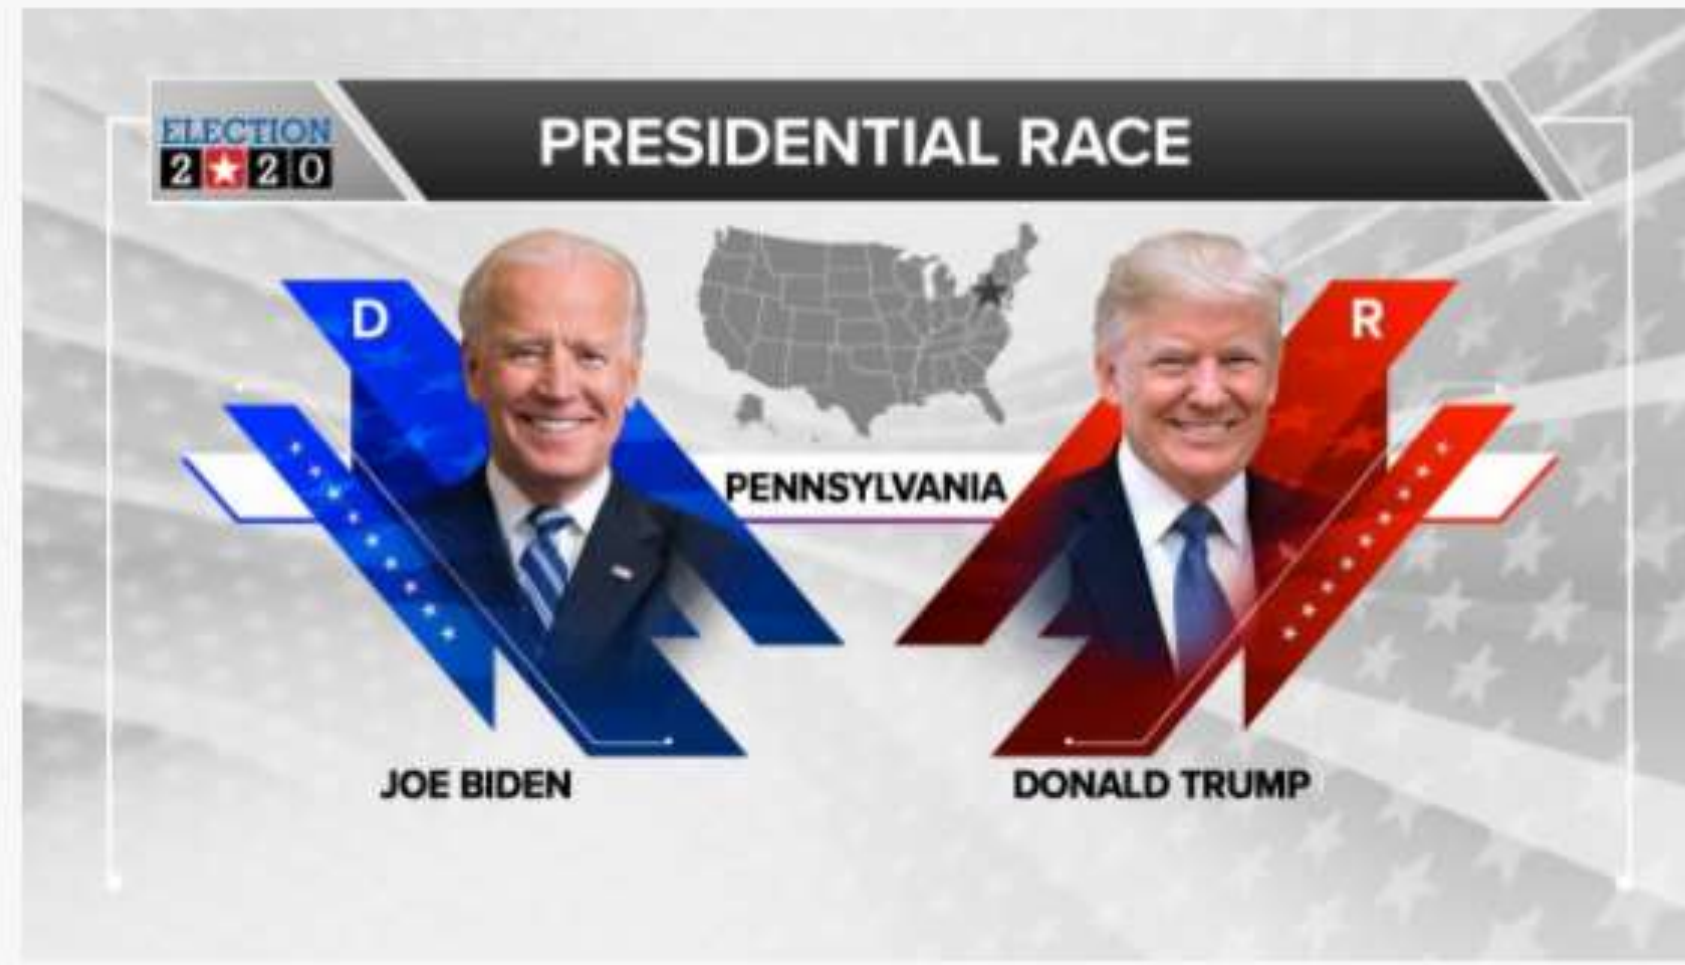 ELECTION
2★20
PRESIDENTIAL RACE
D
R
PENNSYLVANIA
JOE BIDEN
DONALD TRUMP